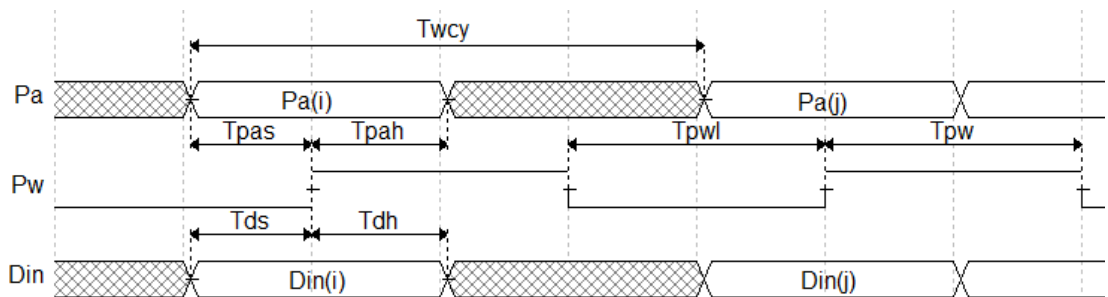 Twcy
Pa Pa(i) Pa(j)
Tpas Tpah Tpwl Tpw
Pw
Tds Tdh
Din Din(i) Din(j)